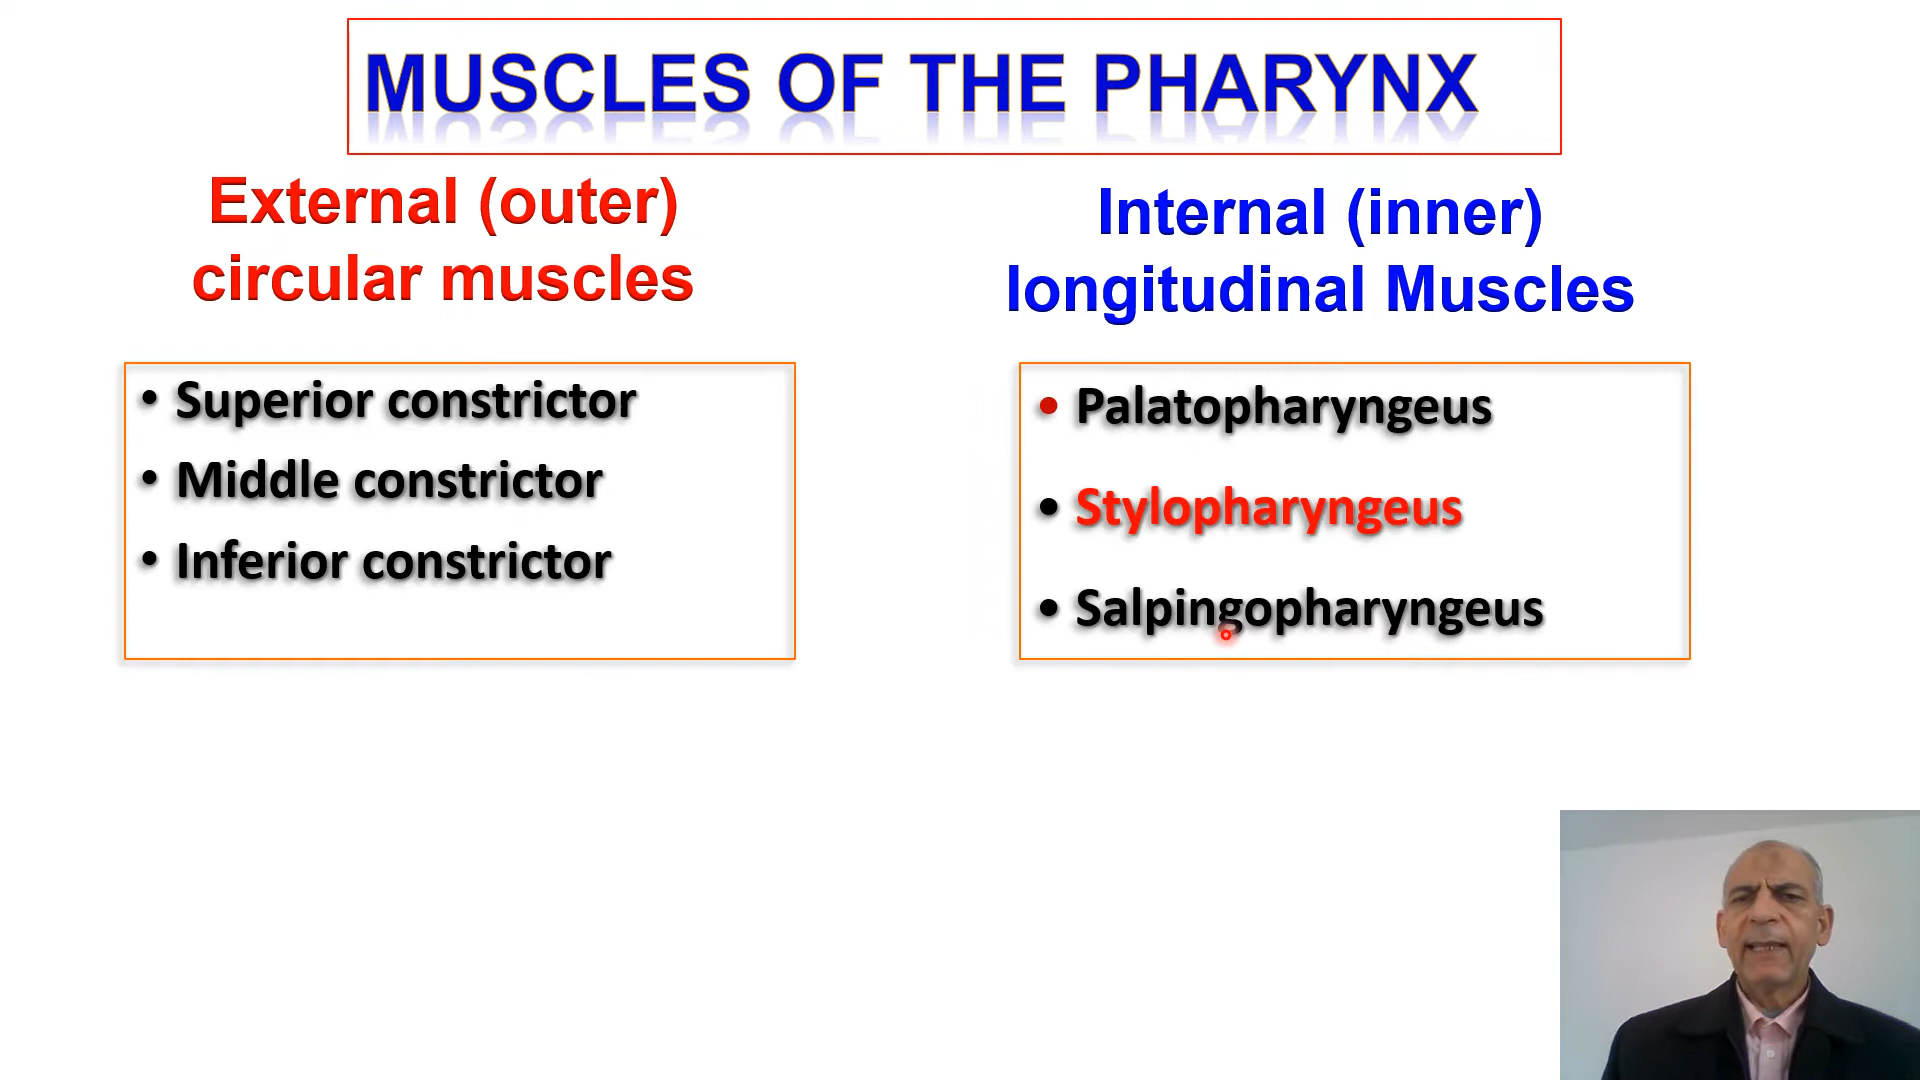 MUSCLES OF THE PHARYNX
External (outer)
circular muscles
• Superior constrictor
• Middle constrictor
• Inferior constrictor
Internal (inner)
longitudinal Muscles
• Palatopharyngeus
• Stylopharyngeus
• Salpingopharyngeus